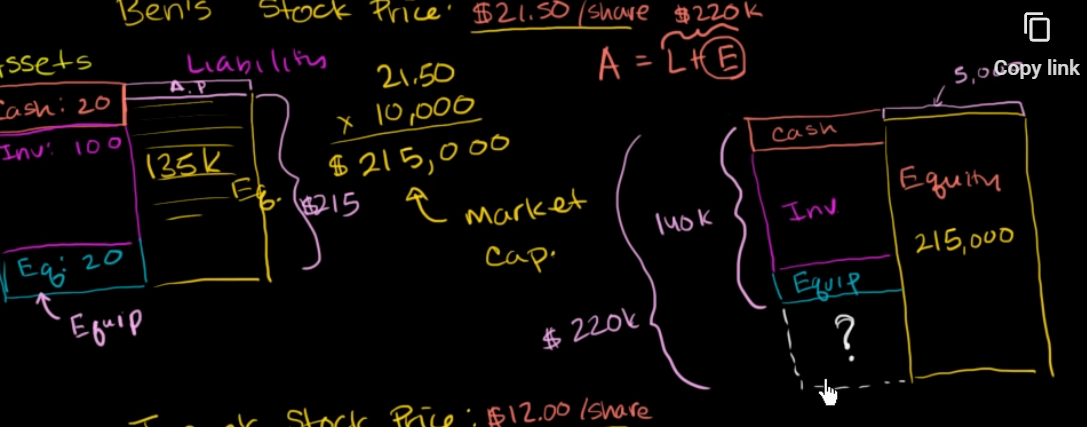 Ben's Stock Price: $21.50/share $220k
ssets Liability
A.P
Cash: 20
Inv: 100
135k
Eq.
$215
Eq: 20
Equip
21.50
x 10,000
$215,000
Market
Cap.
A = L + E
Copy link
5,000
Cash
Inv
Equip
?
140k
$220k
Equity
215,000
Stock Price: $12.00/share